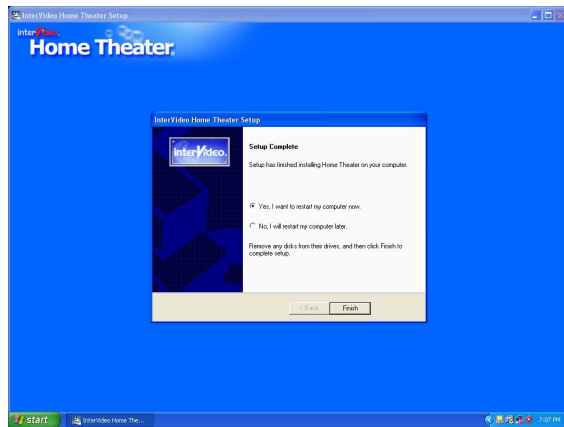 InterVideo Home Theater Setup
InterVideo.
Home Theater®
InterVideo Home Theater Setup
InterVideo.
Setup Complete
Setup has finished installing Home Theater on your computer.
Yes, I want to restart my computer now.
No, I will restart my computer later.
Remove any disks from their drives, and then click Finish to
complete setup.
< Back
Finish
start
InterVideo Home The...
7:07 PM